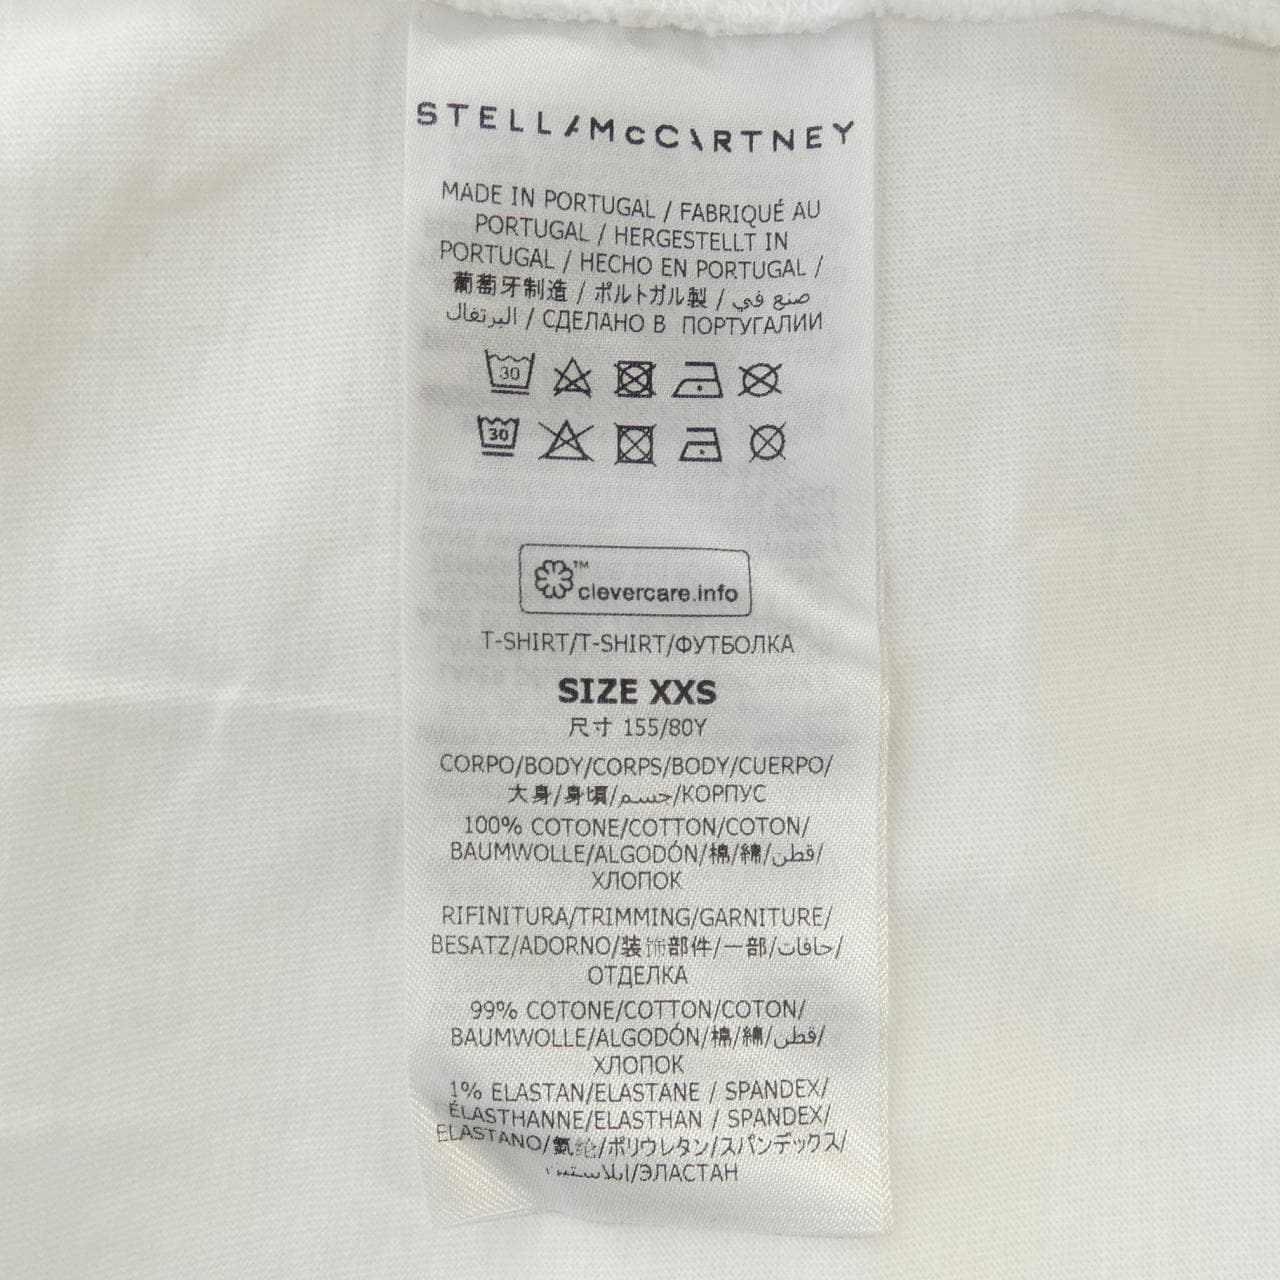 STELLAMcCARTNEY
MADE IN PORTUGAL / FABRIQUÉ AU
PORTUGAL / HERGESTELLT IN
PORTUGAL / HECHO EN PORTUGAL /
葡萄牙制造 / ポルトガル製 / صنع في
البرتغال / СДЕЛАНО В ПОРТУГАЛИИ
30
30
clevercare.info™
T-SHIRT/T-SHIRT/ФУТБОЛКА
SIZE XXS
尺寸 155/80Y
CORPO/BODY/CORPS/BODY/CUERPO/
大身/身頃/جسم/КОРПУС
100% COTONE/COTTON/COTON/
BAUMWOLLE/ALGODÓN/棉/綿/قطن/
ХЛОПОК
RIFINITURA/TRIMMING/GARNITURE/
BESATZ/ADORNO/装饰部件/一部/حافات/
ОТДЕЛКА
99% COTONE/COTTON/COTON/
BAUMWOLLE/ALGODÓN/棉/綿/قطن/
ХЛОПОК
1% ELASTAN/ELASTANE / SPANDEX/
ÉLASTHANNE/ELASTHAN / SPANDEX/
ELASTANO/氨纶/ポリウレタン/スパンデックス/
/ЭЛАСТАН